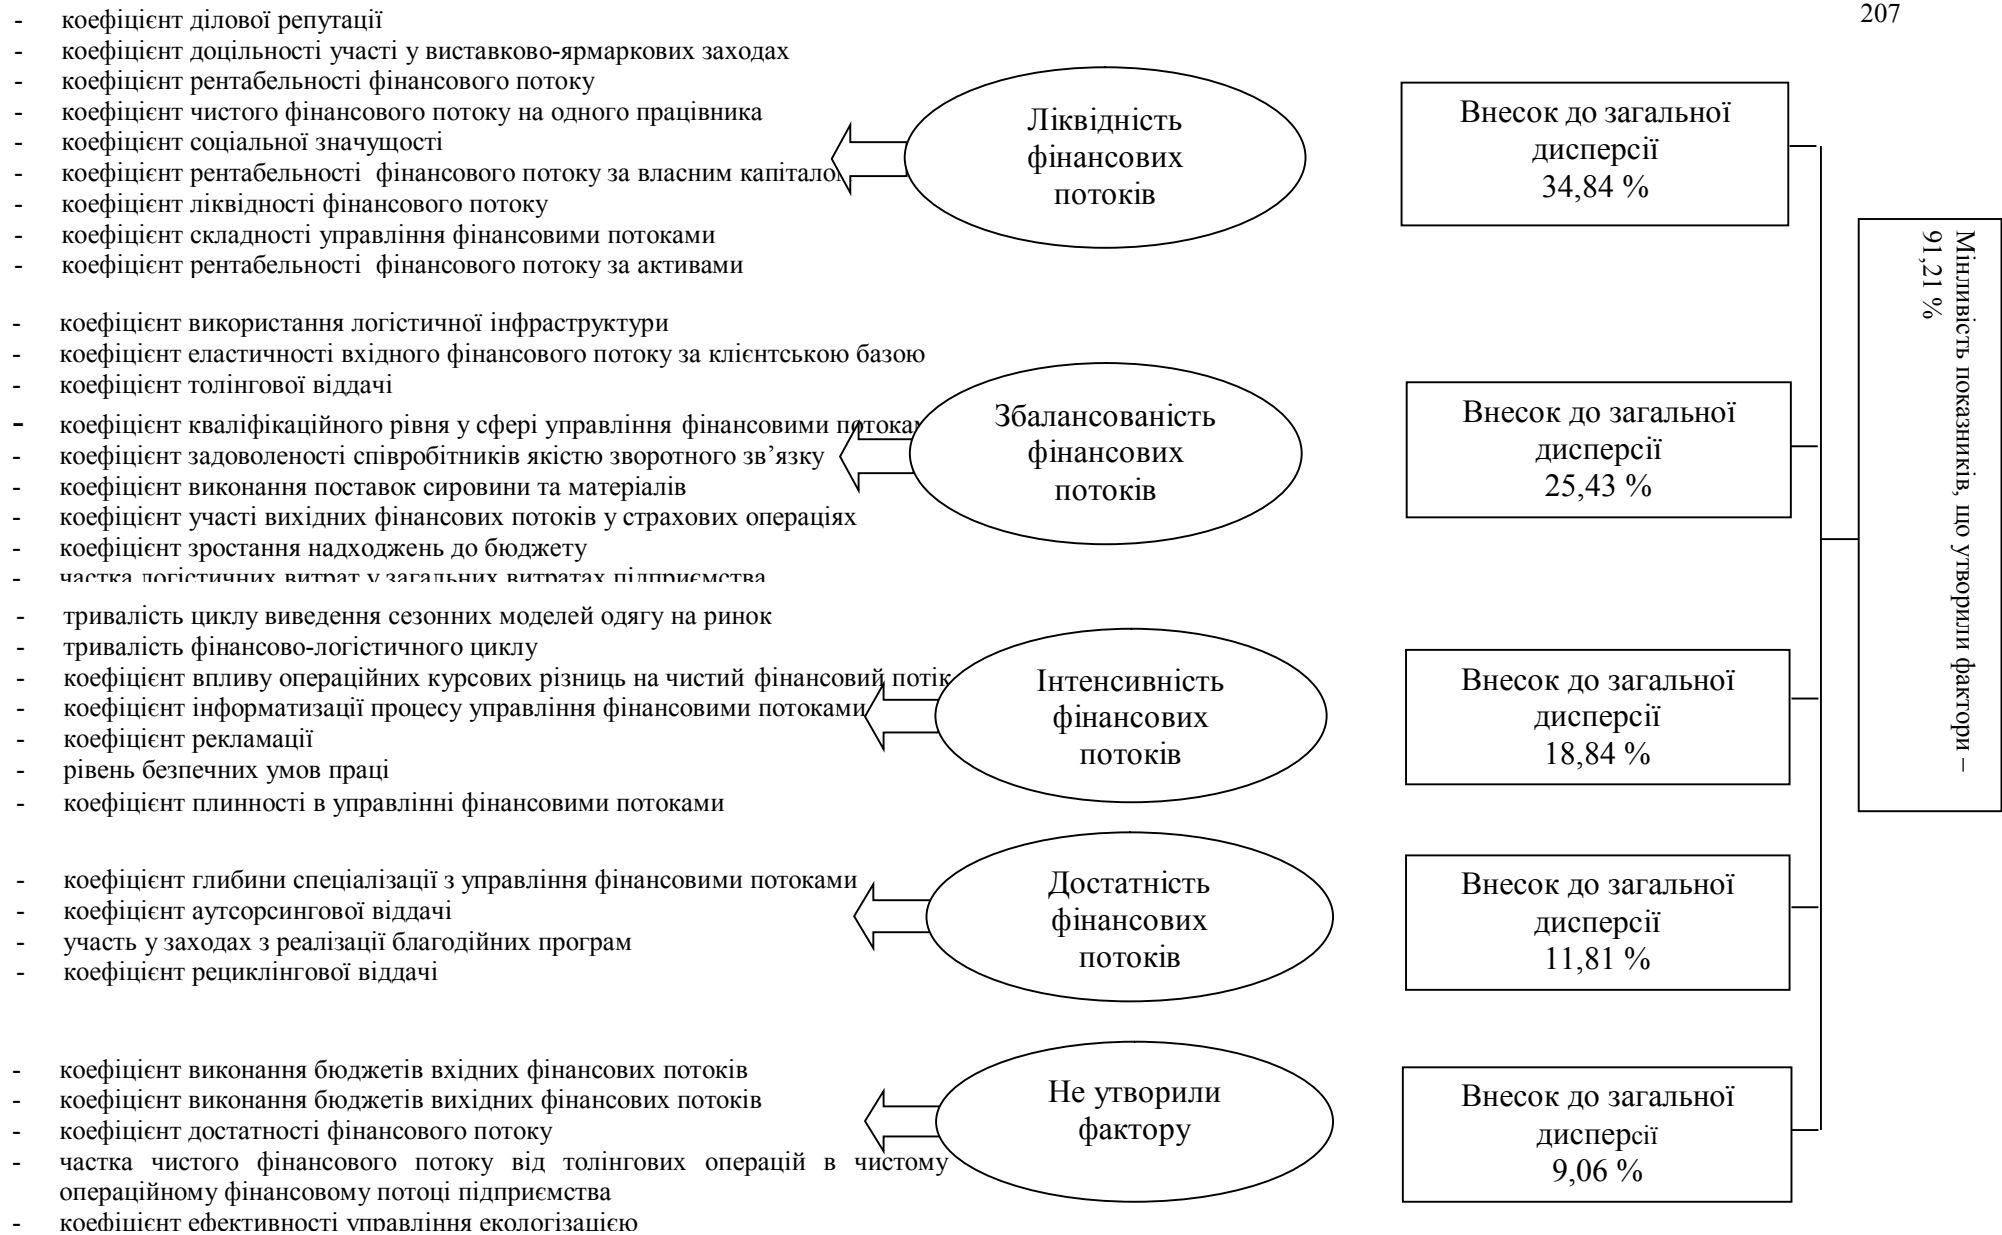 207
- коефіцієнт ділової репутації
- коефіцієнт доцільності участі у виставково-ярмаркових заходах
- коефіцієнт рентабельності фінансового потоку
- коефіцієнт чистого фінансового потоку на одного працівника
- коефіцієнт соціальної значущості
- коефіцієнт рентабельності фінансового потоку за власним капітало
- коефіцієнт ліквідності фінансового потоку
- коефіцієнт складності управління фінансовими потоками
- коефіцієнт рентабельності фінансового потоку за активами
Ліквідність
фінансових
потоків
Внесок до загальної
дисперсії
34,84 %
- коефіцієнт використання логістичної інфраструктури
- коефіцієнт еластичності вхідного фінансового потоку за клієнтською базою
- коефіцієнт толінгової віддачі
- коефіцієнт кваліфікаційного рівня у сфері управління фінансовими потокам
- коефіцієнт задоволеності співробітників якістю зворотного зв’язку
- коефіцієнт виконання поставок сировини та матеріалів
- коефіцієнт участі вихідних фінансових потоків у страхових операціях
- коефіцієнт зростання надходжень до бюджету
- частка логістичних витрат у загальних витратах підприємства
Збалансованість
фінансових
потоків
Внесок до загальної
дисперсії
25,43 %
- тривалість циклу виведення сезонних моделей одягу на ринок
- тривалість фінансово-логістичного циклу
- коефіцієнт впливу операційних курсових різниць на чистий фінансовий потік
- коефіцієнт інформатизації процесу управління фінансовими потоками
- коефіцієнт рекламації
- рівень безпечних умов праці
- коефіцієнт плинності в управлінні фінансовими потоками
Інтенсивність
фінансових
потоків
Внесок до загальної
дисперсії
18,84 %
- коефіцієнт глибини спеціалізації з управління фінансовими потоками
- коефіцієнт аутсорсингової віддачі
- участь у заходах з реалізації благодійних програм
- коефіцієнт рециклінгової віддачі
Достатність
фінансових
потоків
Внесок до загальної
дисперсії
11,81 %
- коефіцієнт виконання бюджетів вхідних фінансових потоків
- коефіцієнт виконання бюджетів вихідних фінансових потоків
- коефіцієнт достатності фінансового потоку
- частка чистого фінансового потоку від толінгових операцій в чистому
операційному фінансовому потоці підприємства
- коефіцієнт ефективності управління екологізацією
Не утворили
фактору
Внесок до загальної
дисперсії
9,06 %
Мінливість показників, що утворили фактори –
91,21 %